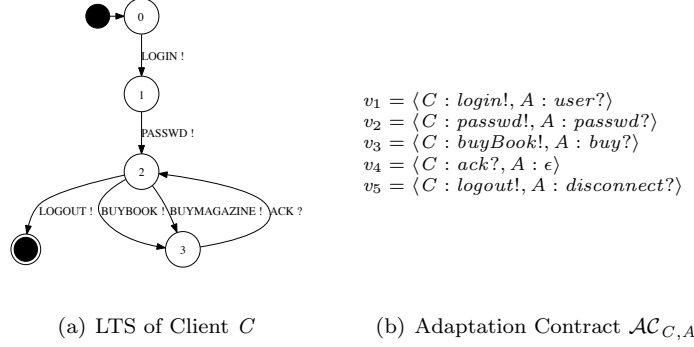 0
LOGIN !
1
PASSWD !
2
LOGOUT ! BUYBOOK ! BUYMAGAZINE ! ACK ?
3
(a) LTS of Client C
v₁ = ⟨C : login!, A : user?⟩
v₂ = ⟨C : passwd!, A : passwd?⟩
v₃ = ⟨C : buyBook!, A : buy?⟩
v₄ = ⟨C : ack?, A : ϵ⟩
v₅ = ⟨C : logout!, A : disconnect?⟩
(b) Adaptation Contract 𝒜𝒞_{C,A}